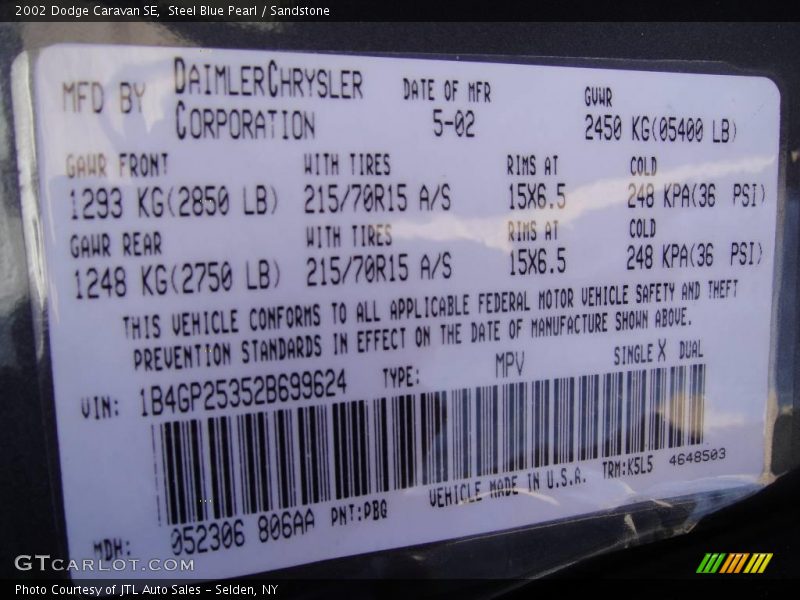 2002 Dodge Caravan SE, Steel Blue Pearl / Sandstone
MFD BY DAIMLERCHRYSLER CORPORATION DATE OF MFR 5-02 GVWR 2450 KG(05400 LB)
GAWR FRONT WITH TIRES RIMS AT COLD
1293 KG(2850 LB) 215/70R15 A/S 15X6.5 248 KPA(36 PSI)
GAWR REAR WITH TIRES RIMS AT COLD
1248 KG(2750 LB) 215/70R15 A/S 15X6.5 248 KPA(36 PSI)
THIS VEHICLE CONFORMS TO ALL APPLICABLE FEDERAL MOTOR VEHICLE SAFETY AND THEFT
PREVENTION STANDARDS IN EFFECT ON THE DATE OF MANUFACTURE SHOWN ABOVE.
VIN: 1B4GP25352B699624 TYPE: MPV SINGLE X DUAL
MDH: 052306 806AA PNT:PBQ VEHICLE MADE IN U.S.A. TRM:K5L5 4648503
GTCARLOT.COM
Photo Courtesy of JTL Auto Sales – Selden, NY